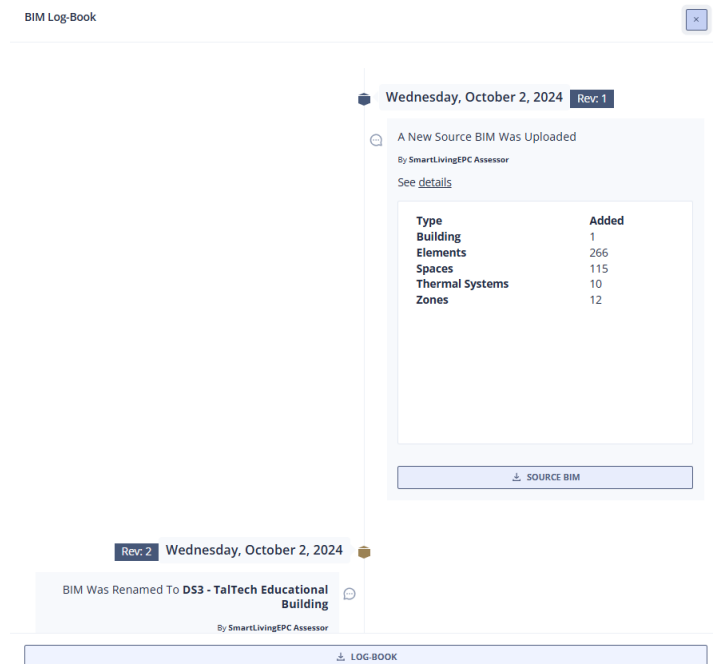 BIM Log-Book
×
Wednesday, October 2, 2024 Rev: 1
A New Source BIM Was Uploaded
By SmartLivingEPC Assessor
See details
Type Added
Building 1
Elements 266
Spaces 115
Thermal Systems 10
Zones 12
SOURCE BIM
Rev: 2 Wednesday, October 2, 2024
BIM Was Renamed To DS3 - TalTech Educational
Building
By SmartLivingEPC Assessor
LOG-BOOK